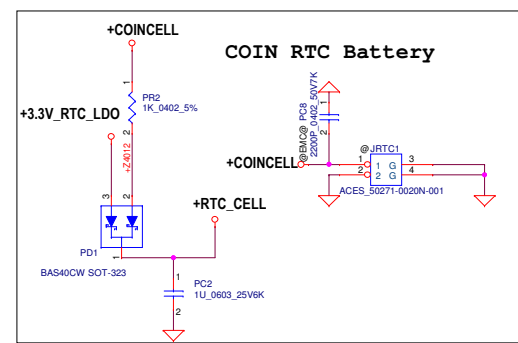 +COINCELL
COIN RTC Battery
1
PR2
1K_0402_5%
2
+3.3V_RTC_LDO
+Z4012
3
2
PD1
1
BAS40CW SOT-323
+RTC_CELL
1
PC2
1U_0603_25V6K
2
1
@EMC@ PC8
2200P_0402_50V7K
2
+COINCELL
@JRTC1
1 1 G 3
2 2 G 4
ACES_50271-0020N-001